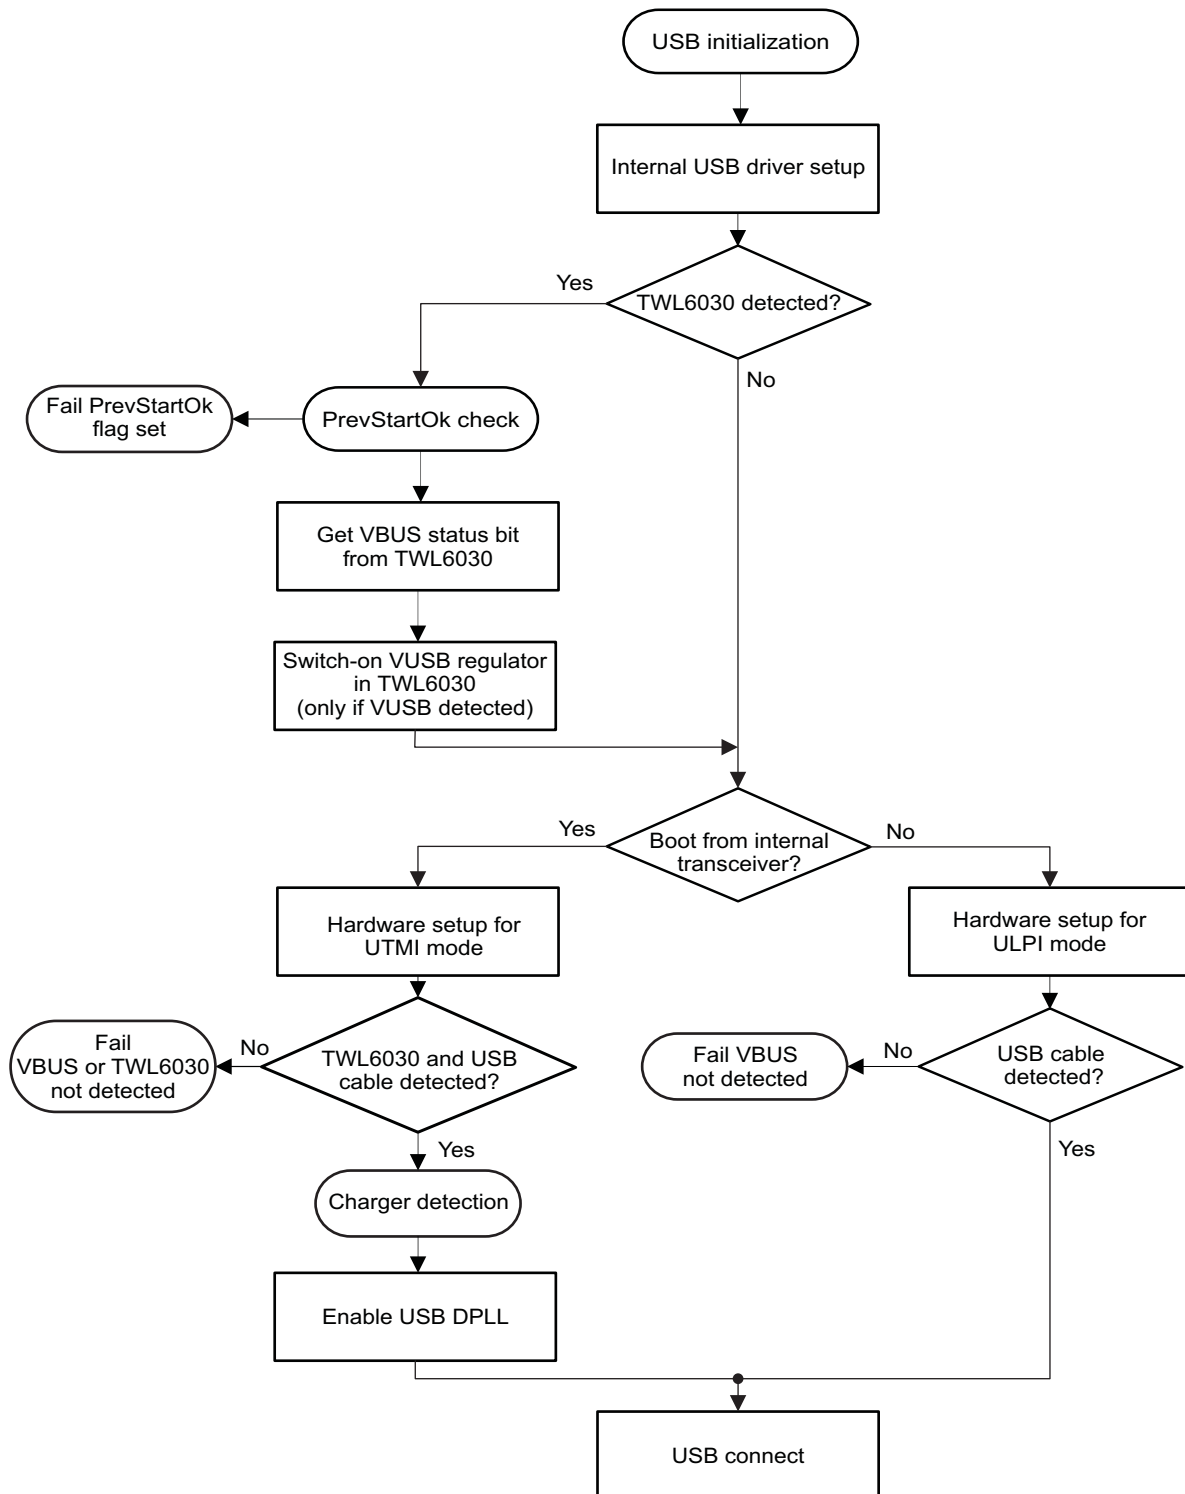 USB initialization
Internal USB driver setup
Yes
TWL6030 detected?
No
Fail PrevStartOk
flag set
PrevStartOk check
Get VBUS status bit
from TWL6030
Switch-on VUSB regulator
in TWL6030
(only if VUSB detected)
Yes
Boot from internal
transceiver?
No
Hardware setup for
UTMI mode
Hardware setup for
ULPI mode
Fail
VBUS or TWL6030
not detected
No
TWL6030 and USB
cable detected?
Yes
Fail VBUS
not detected
No
USB cable
detected?
Yes
Charger detection
Enable USB DPLL
USB connect